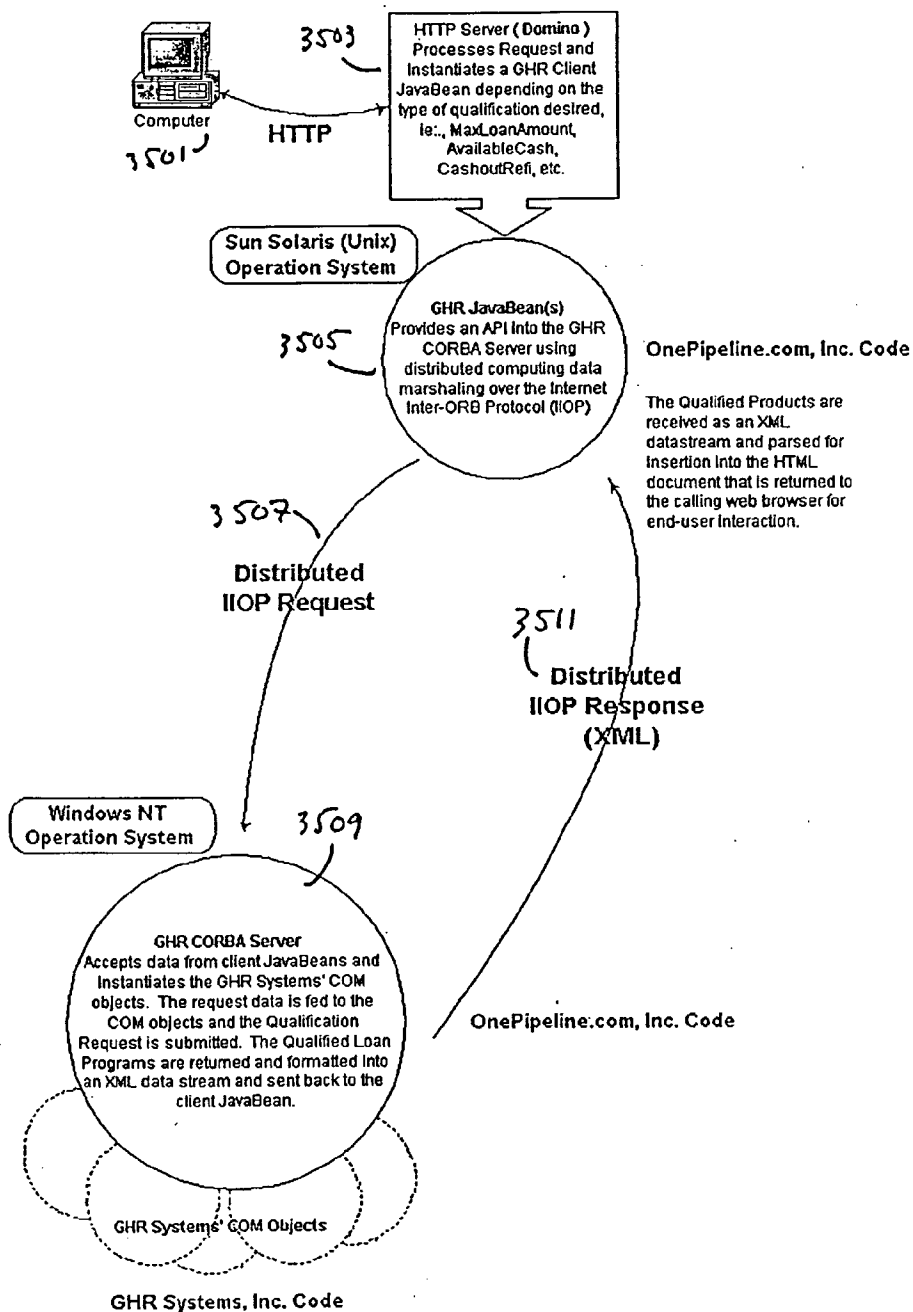 3503
HTTP Server (Domino)
Processes Request and
Instantiates a GHR Client
JavaBean depending on the
type of qualification desired,
ie:., MaxLoanAmount,
AvailableCash,
CashoutRefi, etc.
Computer
HTTP
3501
Sun Solaris (Unix)
Operation System
3505
GHR JavaBean(s)
Provides an API into the GHR
CORBA Server using
distributed computing data
marshaling over the Internet
Inter-ORB Protocol (IIOP)
OnePipeline.com, Inc. Code
The Qualified Products are
received as an XML
datastream and parsed for
insertion into the HTML
document that is returned to
the calling web browser for
end-user interaction.
3507
Distributed
IIOP Request
3511
Distributed
IIOP Response
(XML)
Windows NT
Operation System
3509
GHR CORBA Server
Accepts data from client JavaBeans and
Instantiates the GHR Systems' COM
objects. The request data is fed to the
COM objects and the Qualification
Request is submitted. The Qualified Loan
Programs are returned and formatted into
an XML data stream and sent back to the
client JavaBean.
OnePipeline.com, Inc. Code
GHR Systems' COM Objects
GHR Systems, Inc. Code